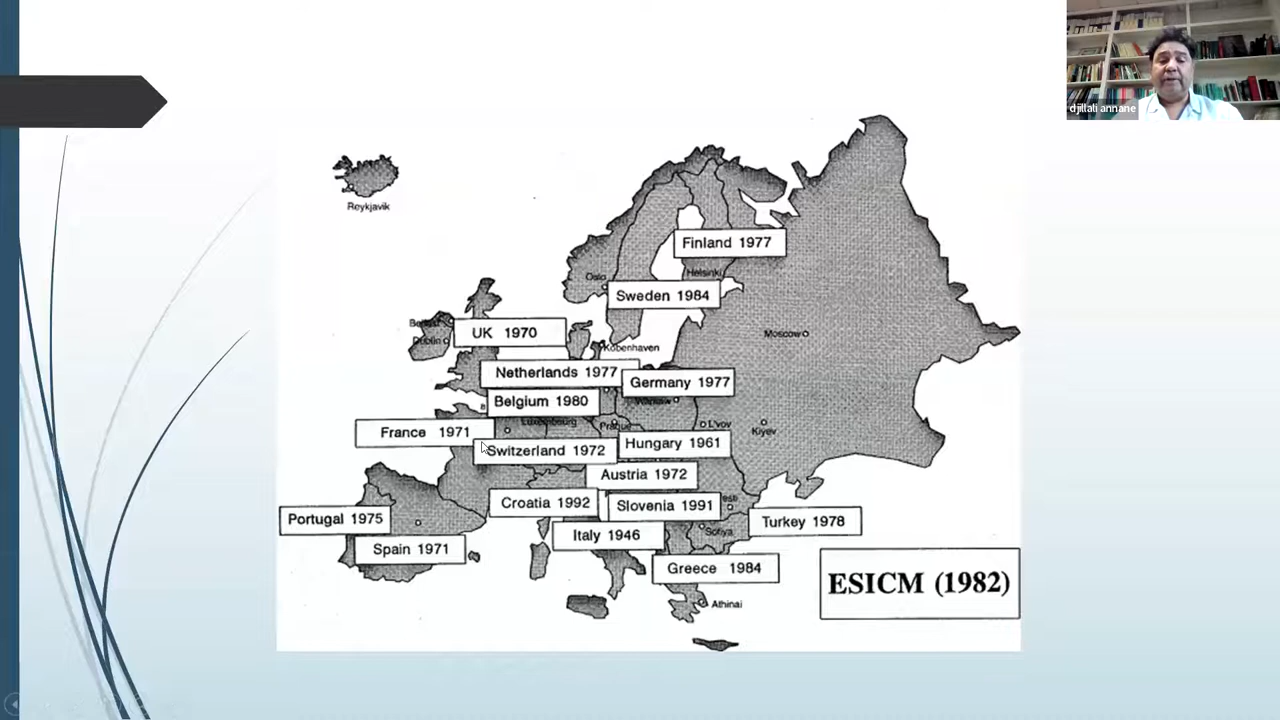 djillali annane
Reykjavik
Finland 1977
Oslo
Helsinki
Sweden 1984
Belfast
UK 1970
Dublin
Moscow
Kobenhaven
Netherlands 1977
Germany 1977
Warsaw
Belgium 1980
Luxembourg
Prague
L'vov
Kiyev
France 1971
Switzerland 1972
Hungary 1961
Austria 1972
Croatia 1992
Slovenia 1991
Portugal 1975
Turkey 1978
Sofiya
Italy 1946
Spain 1971
Greece 1984
ESICM (1982)
Athinai